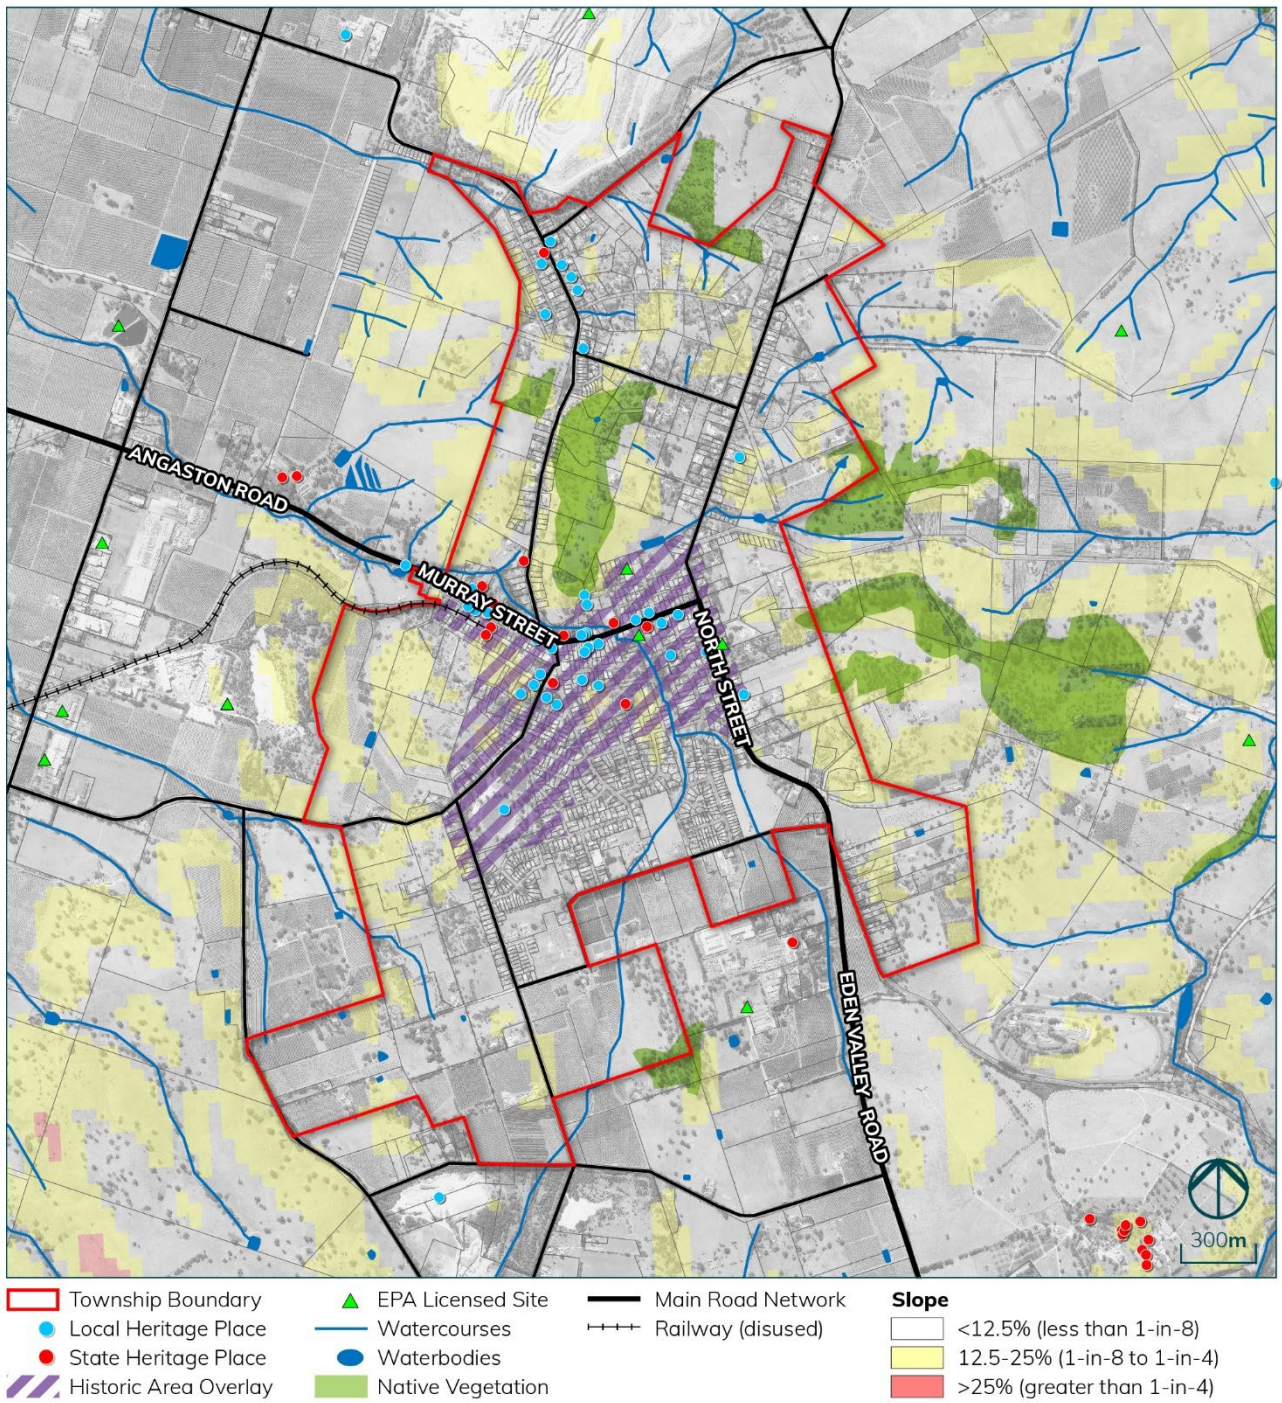 ANGASTON ROAD
MURRAY STREET
NORTH STREET
EDEN VALLEY ROAD
300m
Township Boundary
Local Heritage Place
State Heritage Place
Historic Area Overlay
EPA Licensed Site
Watercourses
Waterbodies
Native Vegetation
Main Road Network
Railway (disused)
Slope
<12.5% (less than 1-in-8)
12.5-25% (1-in-8 to 1-in-4)
>25% (greater than 1-in-4)